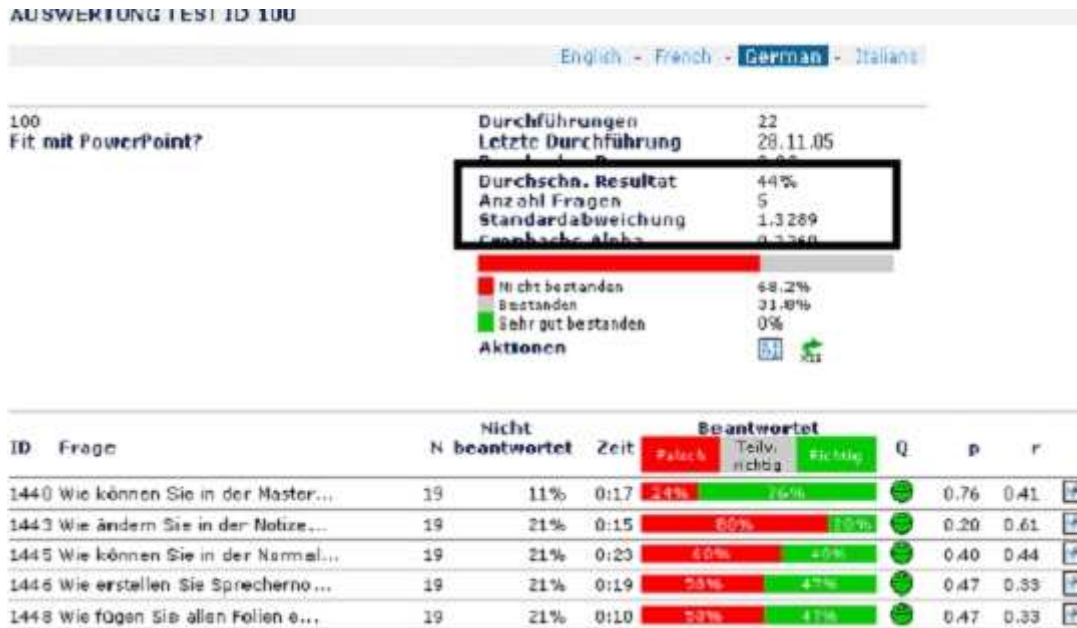 AUSWERTUNG TEST ID 100
English - French - German - Italiano
100
Fit mit PowerPoint?
Durchführungen 22
Letzte Durchführung 28.11.05
Durchschn. Resultat 44%
Anzahl Fragen 5
Standardabweichung 1.3289
Cronbachs Alpha
Nicht bestanden 68.2%
Bestanden 31.8%
Sehr gut bestanden 0%
Aktionen
ID Frage N Nicht beantwortet Zeit Beantwortet Q p r
Falsch Teilw. richtig Richtig
1440 Wie können Sie in der Master... 19 11% 0:17 24% 76% 0.76 0.41
1443 Wie ändern Sie in der Notize... 19 21% 0:15 80% 20% 0.20 0.61
1445 Wie können Sie in der Normal... 19 21% 0:23 60% 40% 0.40 0.44
1446 Wie erstellen Sie Sprecherno... 19 21% 0:19 47% 0.47 0.33
1448 Wie fügen Sie allen Folien e... 19 21% 0:10 47% 0.47 0.33